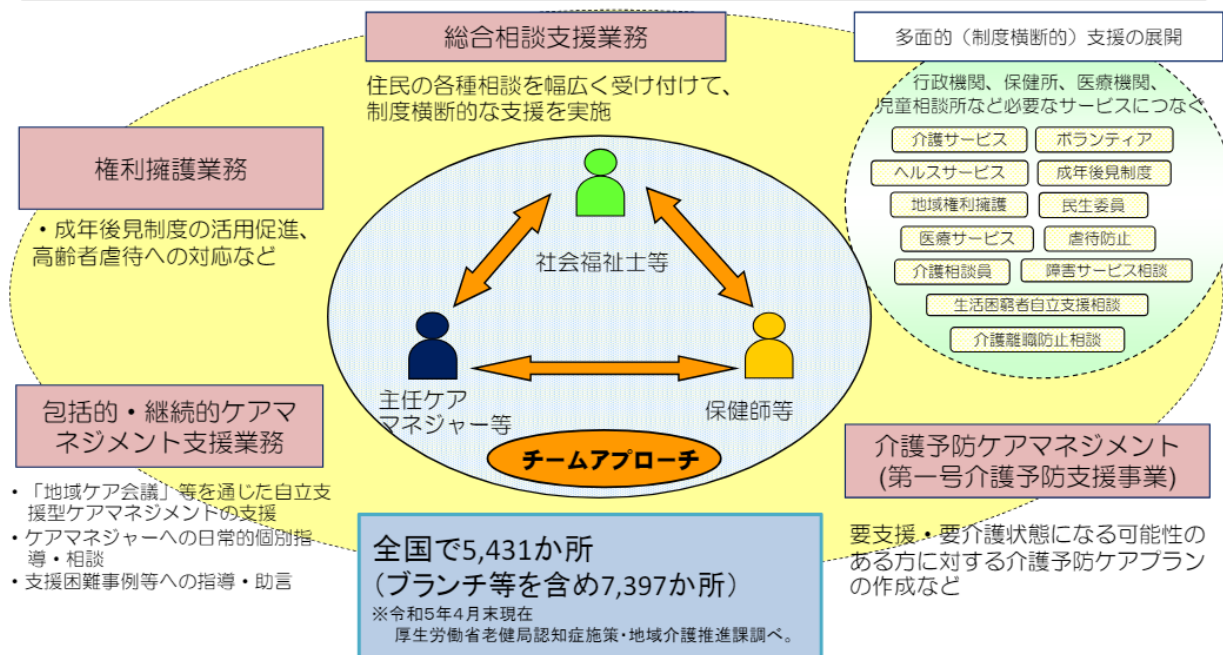 総合相談支援業務
住民の各種相談を幅広く受け付けて、
制度横断的な支援を実施
多面的（制度横断的）支援の展開
行政機関、保健所、医療機関、
児童相談所など必要なサービスにつなぐ
介護サービス
ボランティア
ヘルスサービス
成年後見制度
地域権利擁護
民生委員
医療サービス
虐待防止
介護相談員
障害サービス相談
生活困窮者自立支援相談
介護離職防止相談
権利擁護業務
・成年後見制度の活用促進、
高齢者虐待への対応など
社会福祉士等
主任ケア
マネジャー等
保健師等
チームアプローチ
包括的・継続的ケアマ
ネジメント支援業務
・「地域ケア会議」等を通じた自立支
援型ケアマネジメントの支援
・ケアマネジャーへの日常的個別指
導・相談
・支援困難事例等への指導・助言
介護予防ケアマネジメント
(第一号介護予防支援事業)
要支援・要介護状態になる可能性の
ある方に対する介護予防ケアプラン
の作成など
全国で5,431か所
（ブランチ等を含め7,397か所）
※令和5年4月末現在
厚生労働省老健局認知症施策・地域介護推進課調べ。